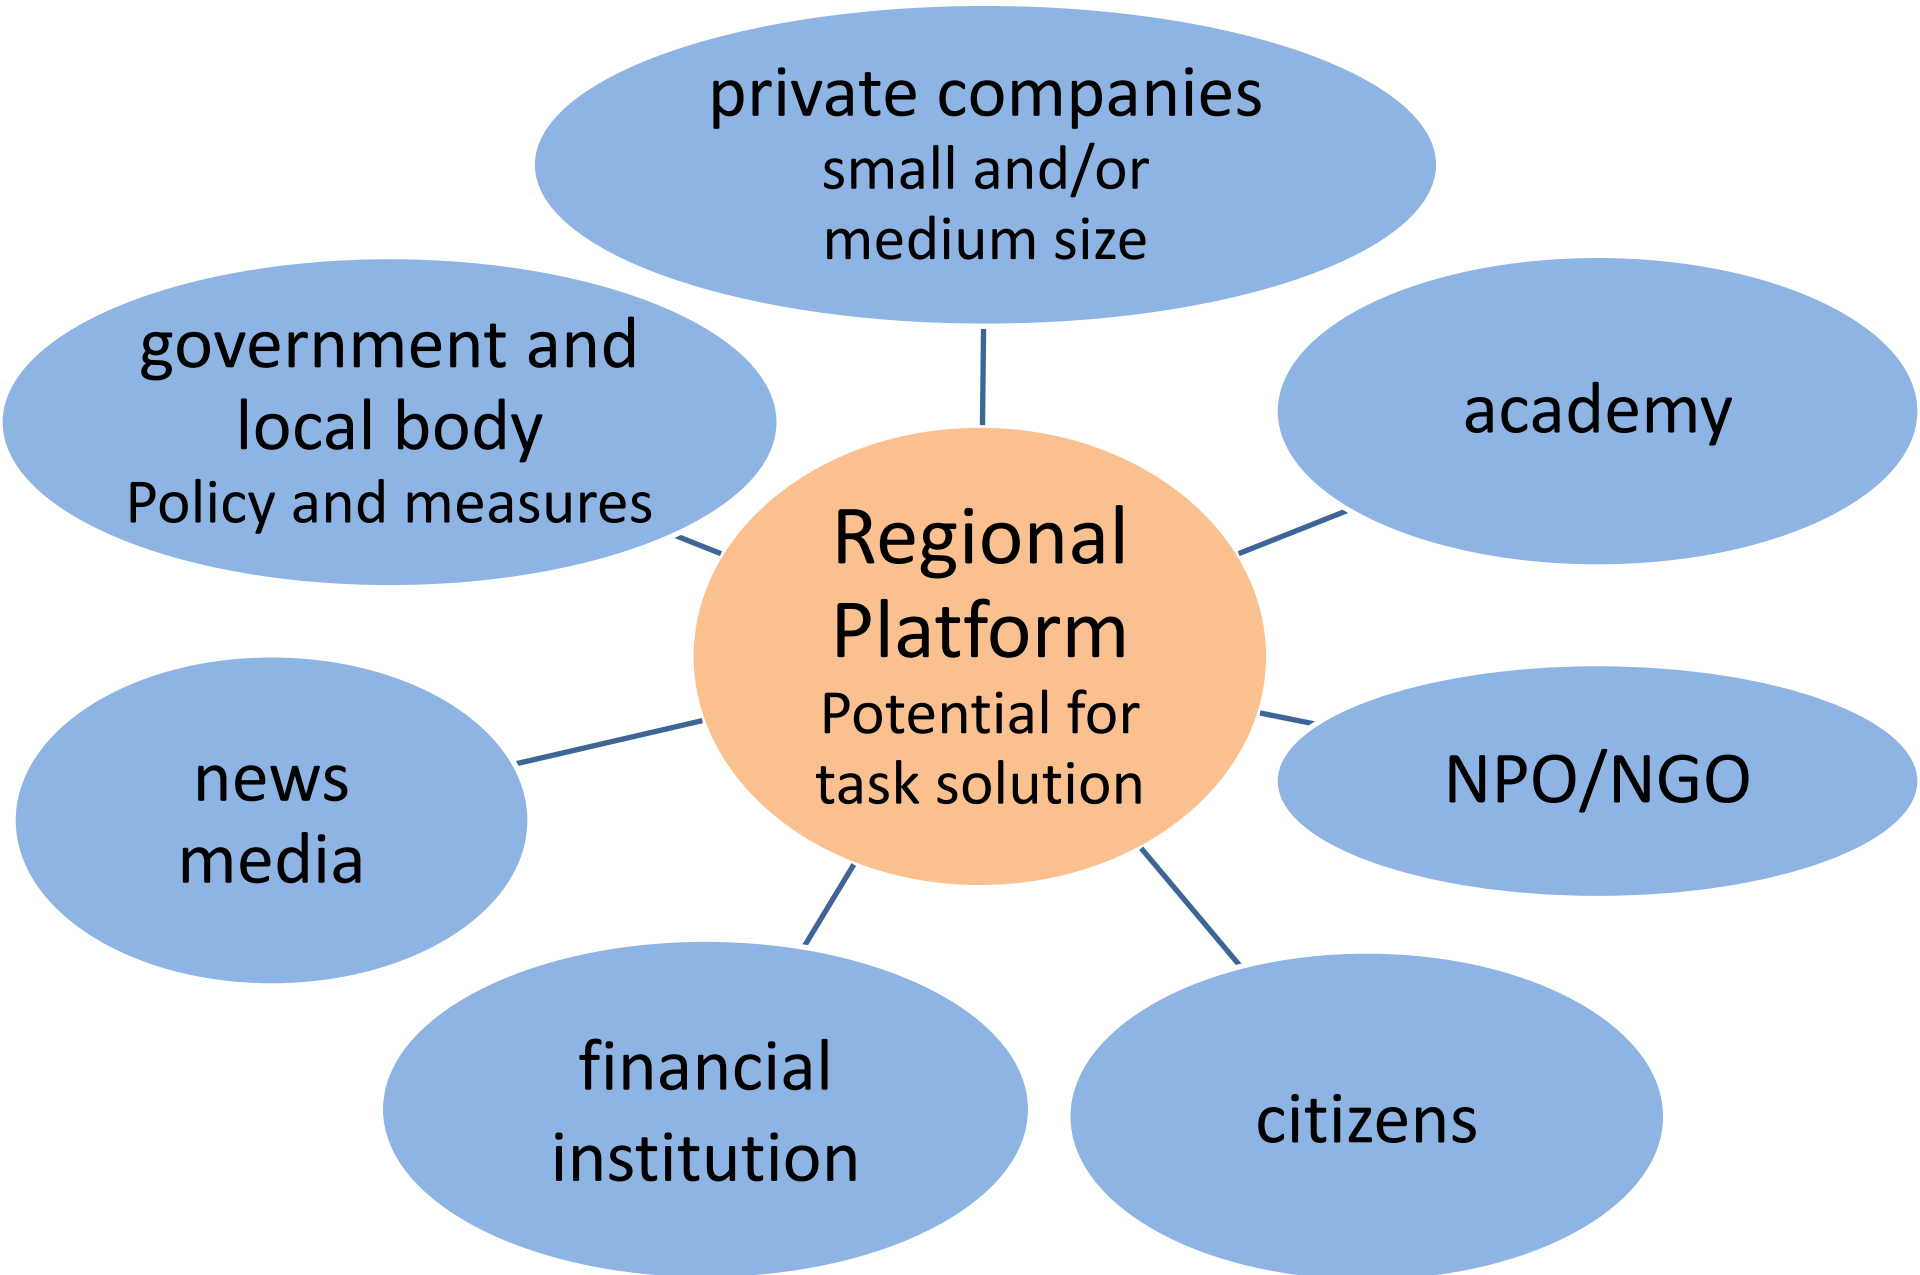 private companies
small and/or
medium size
government and
local body
Policy and measures
academy
Regional
Platform
Potential for
task solution
news
media
NPO/NGO
financial
institution
citizens